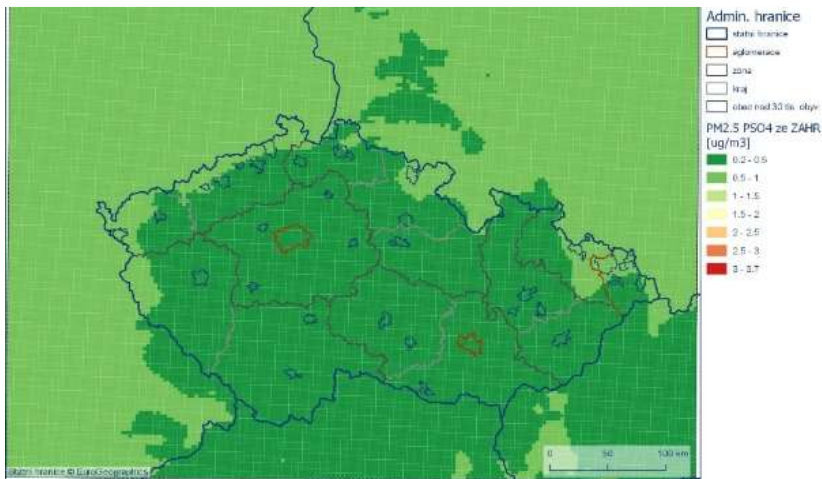 Admin. hranice
statni hranice
aglomerace
zóna
kraj
obec nad 30 tis. obyv.
PM2.5 PSO4 ze ZAHR
[ug/m3]
0.2 - 0.5
0.5 - 1
1 - 1.5
1.5 - 2
2 - 2.5
2.5 - 3
3 - 3.7
0 50 100 km
Statni hranice © EuroGeographics